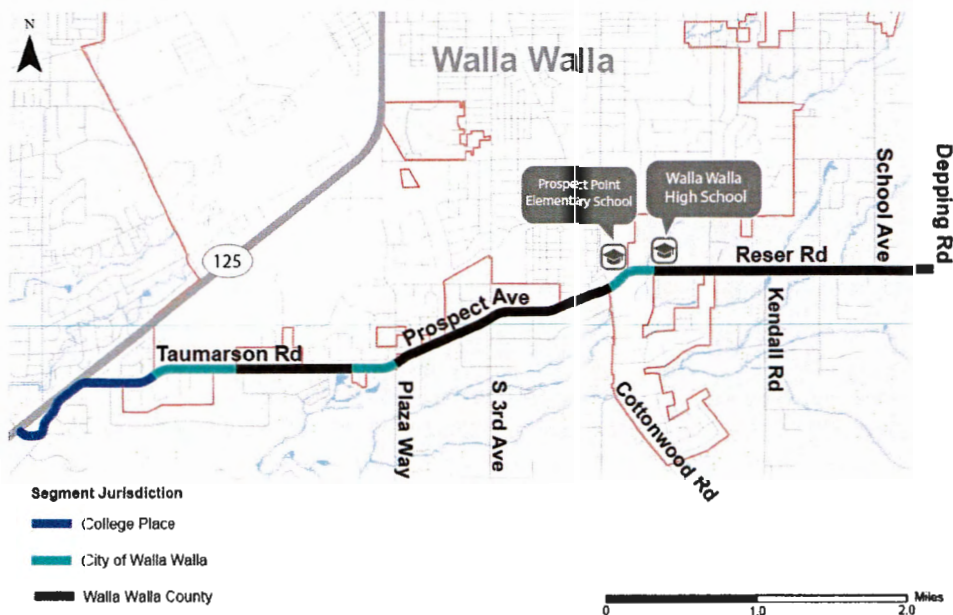 N
Walla Walla
Prospect Point
Elementary School
Walla Walla
High School
School Ave
Depping Rd
125
Reser Rd
Prospect Ave
Taumarson Rd
Kendall Rd
Plaza Way
S 3rd Ave
Cottonwood Rd
Segment Jurisdiction
College Place
City of Walla Walla
Walla Walla County
Miles
0 1.0 2.0